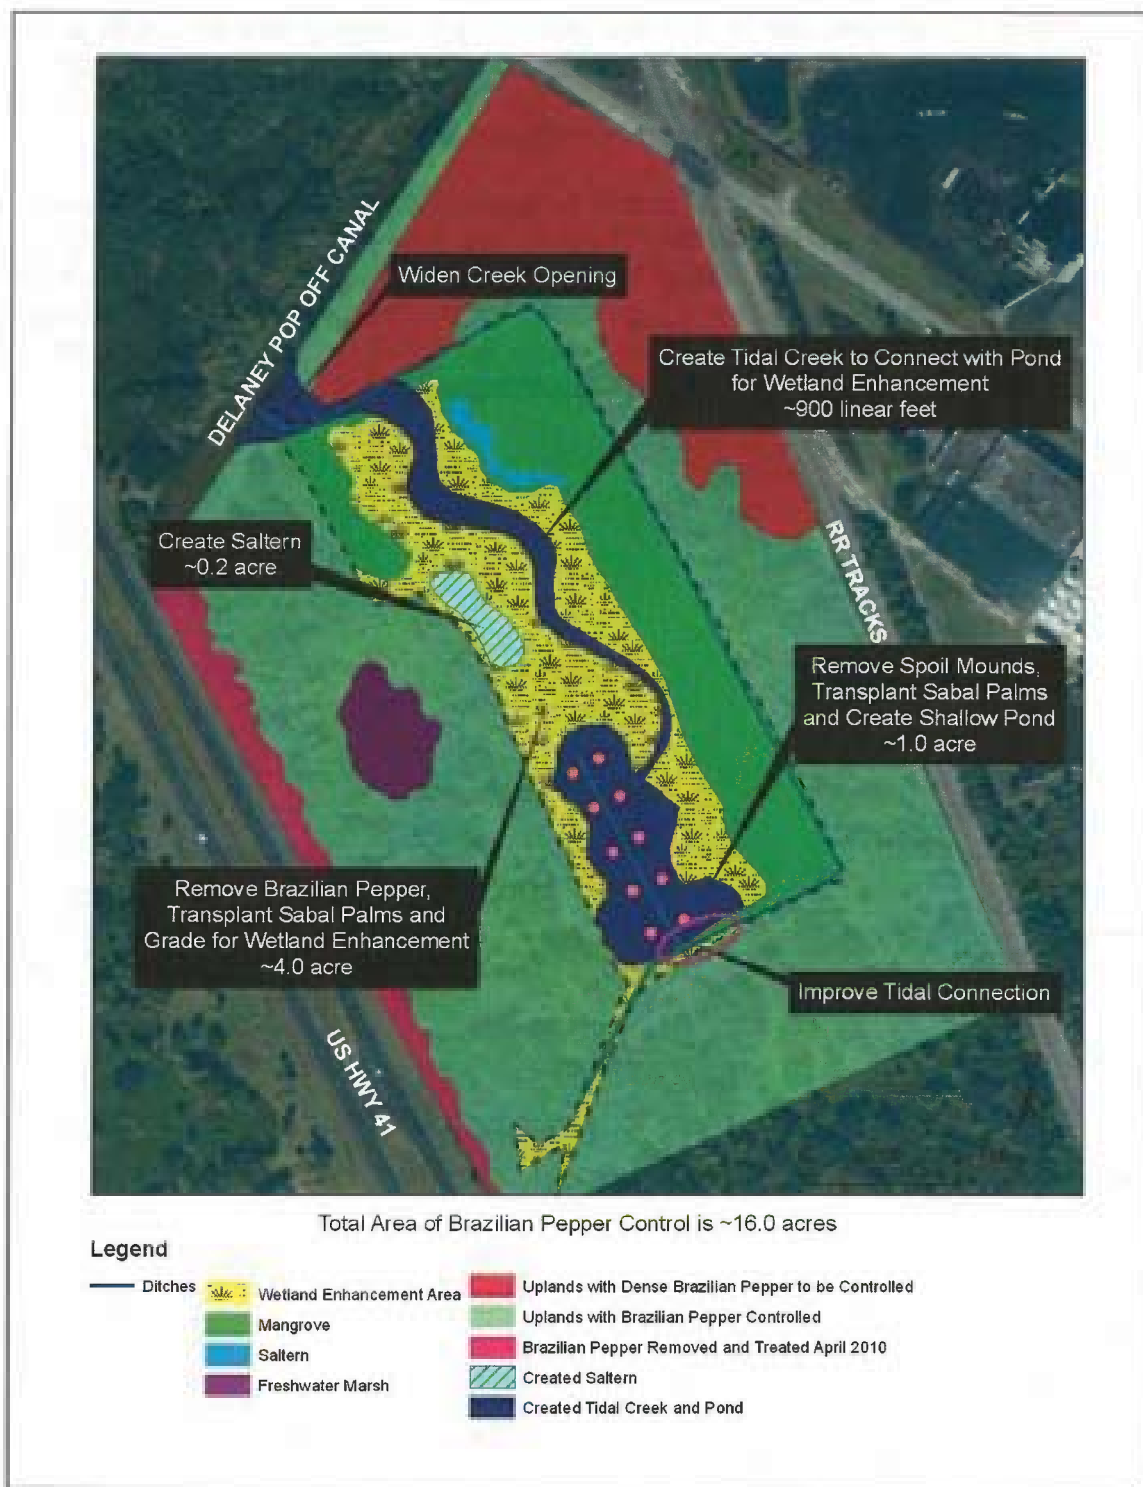 DELANEY POP OFF CANAL
Widen Creek Opening
Create Tidal Creek to Connect with Pond
for Wetland Enhancement
~900 linear feet
Create Saltern
~0.2 acre
RR TRACKS
Remove Spoil Mounds,
Transplant Sabal Palms
and Create Shallow Pond
~1.0 acre
Remove Brazilian Pepper,
Transplant Sabal Palms and
Grade for Wetland Enhancement
~4.0 acre
Improve Tidal Connection
US HWY 41
Total Area of Brazilian Pepper Control is ~16.0 acres
Legend
Ditches
Wetland Enhancement Area
Mangrove
Saltern
Freshwater Marsh
Uplands with Dense Brazilian Pepper to be Controlled
Uplands with Brazilian Pepper Controlled
Brazilian Pepper Removed and Treated April 2010
Created Saltern
Created Tidal Creek and Pond